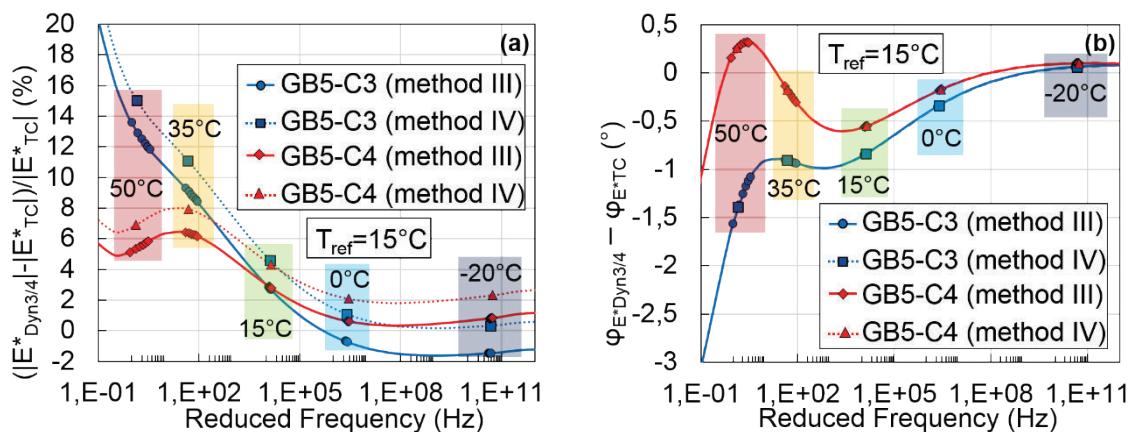 (|E*Dyn3/4|-|E*TC|)/|E*TC| (%)
20
18
16
14
12
10
8
6
4
2
0
-2
(a)
GB5-C3 (method III)
GB5-C3 (method IV)
GB5-C4 (method III)
GB5-C4 (method IV)
Tref=15°C
50°C
35°C
15°C
0°C
-20°C
1,E-01 1,E+02 1,E+05 1,E+08 1,E+11
Reduced Frequency (Hz)
φE*Dyn3/4 – φE*TC (°)
0,5
0
-0,5
-1
-1,5
-2
-2,5
-3
(b)
Tref=15°C
50°C
35°C
15°C
0°C
-20°C
GB5-C3 (method III)
GB5-C3 (method IV)
GB5-C4 (method III)
GB5-C4 (method IV)
1,E-01 1,E+02 1,E+05 1,E+08 1,E+11
Reduced Frequency (Hz)